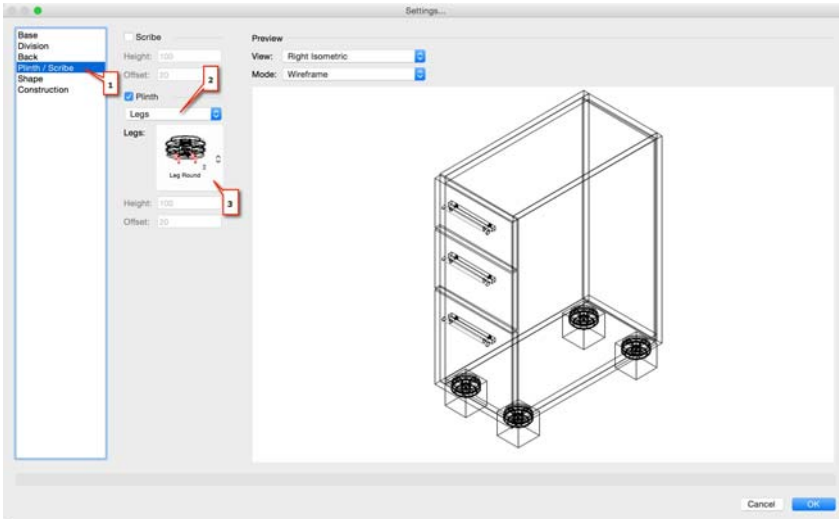 Settings...
Base
Division
Back
Plinth / Scribe
Shape
Construction
1
Scribe
Height: 100
Offset: 20
2
Plinth
Legs
Legs:
Leg Round
3
Height: 100
Offset: 20
Preview
View: Right Isometric
Mode: Wireframe
Cancel
OK